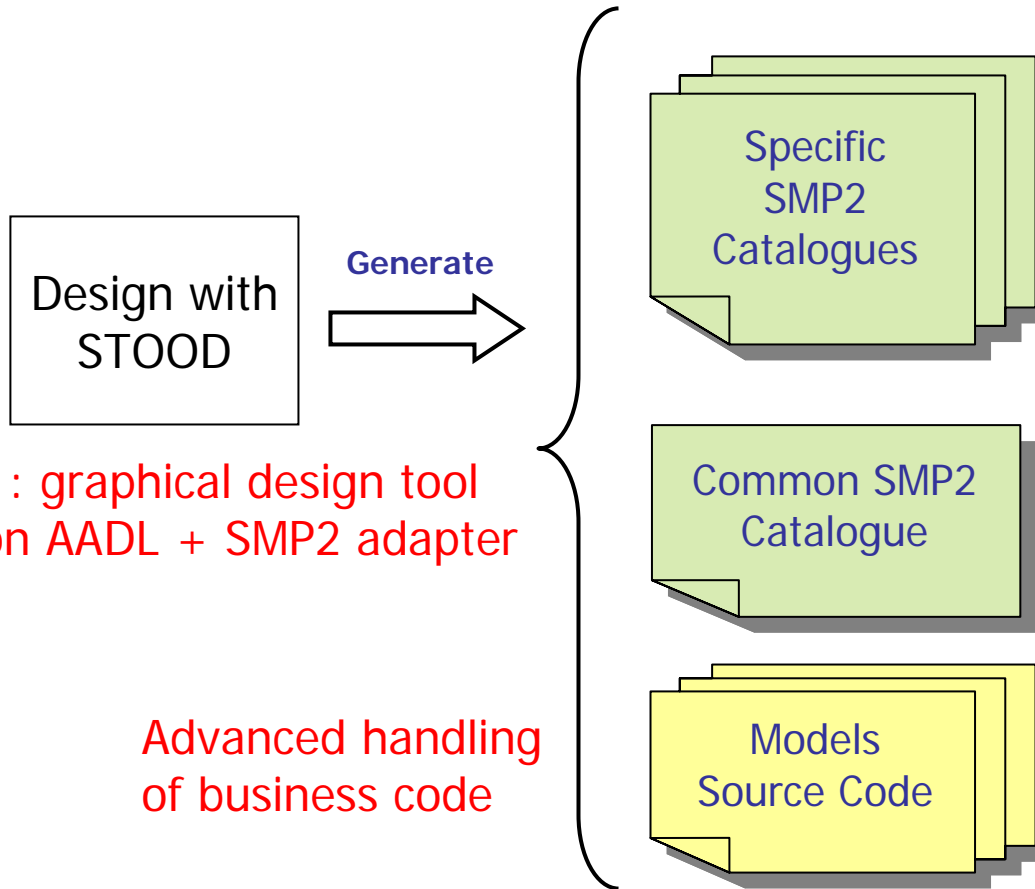 Design with
STOOD
Generate
: graphical design tool
on AADL + SMP2 adapter
Advanced handling
of business code
Specific
SMP2
Catalogues
Common SMP2
Catalogue
Models
Source Code